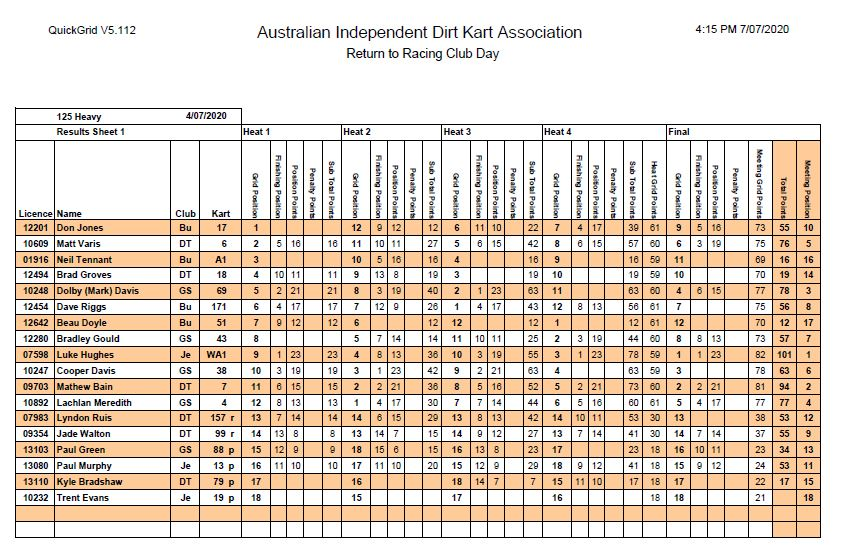 QuickGrid V5.112
Australian Independent Dirt Kart Association
4:15 PM 7/07/2020
Return to Racing Club Day
125 Heavy 4/07/2020
Results Sheet 1 Heat 1 Heat 2 Heat 3 Heat 4 Final
Licence Name Club Kart Grid Position Finishing Position Position Points Penalty Points Sub Total Points Grid Position Finishing Position Position Points Penalty Points Sub Total Points Grid Position Finishing Position Position Points Penalty Points Sub Total Points Grid Position Finishing Position Position Points Penalty Points Sub Total Points Heat Grid Points Grid Position Finishing Position Position Points Penalty Points Meeting Grid Points Total Points Meeting Position
12201 Don Jones Bu 17 1 12 9 12 12 6 11 10 22 7 4 17 39 61 9 5 16 73 55 10
10609 Matt Varis DT 6 2 5 16 16 11 10 11 27 5 6 15 42 8 6 15 57 60 6 3 19 75 76 5
01916 Neil Tennant Bu A1 3 10 5 16 16 4 16 9 16 59 11 69 16 16
12494 Brad Groves DT 18 4 10 11 11 9 13 8 19 3 19 10 19 59 10 70 19 14
10248 Dolby (Mark) Davis GS 69 5 2 21 21 8 3 19 40 2 1 23 63 11 63 60 4 6 15 77 78 3
12454 Dave Riggs Bu 171 6 4 17 17 7 12 9 26 1 4 17 43 12 8 13 56 61 7 75 56 8
12642 Beau Doyle Bu 51 7 9 12 12 6 12 12 12 1 12 61 12 70 12 17
12280 Bradley Gould GS 43 8 5 7 14 14 11 10 11 25 2 3 19 44 60 8 8 13 73 57 7
07598 Luke Hughes Je WA1 9 1 23 23 4 8 13 36 10 3 19 55 3 1 23 78 59 1 1 23 82 101 1
10247 Cooper Davis GS 38 10 3 19 19 3 1 23 42 9 2 21 63 4 63 59 3 78 63 6
09703 Mathew Bain DT 7 11 6 15 15 2 2 21 36 8 5 16 52 5 2 21 73 60 2 2 21 81 94 2
10892 Lachlan Meredith GS 4 12 8 13 13 1 4 17 30 7 7 14 44 6 5 16 60 61 5 4 17 77 77 4
07983 Lyndon Ruis DT 157 r 13 7 14 14 14 6 15 29 13 8 13 42 14 10 11 53 30 13 38 53 12
09354 Jade Walton DT 99 r 14 13 8 8 13 14 7 15 14 9 12 27 13 7 14 41 30 14 7 14 37 55 9
13103 Paul Green GS 88 p 15 12 9 9 18 15 6 15 16 13 8 23 17 23 18 16 10 11 23 34 13
13080 Paul Murphy Je 13 p 16 11 10 10 17 11 10 20 15 9 12 32 18 9 12 41 18 15 9 12 24 53 11
13110 Kyle Bradshaw DT 79 p 17 16 18 14 7 7 15 11 10 17 18 17 22 17 15
10232 Trent Evans Je 19 p 18 15 17 16 18 18 21 18